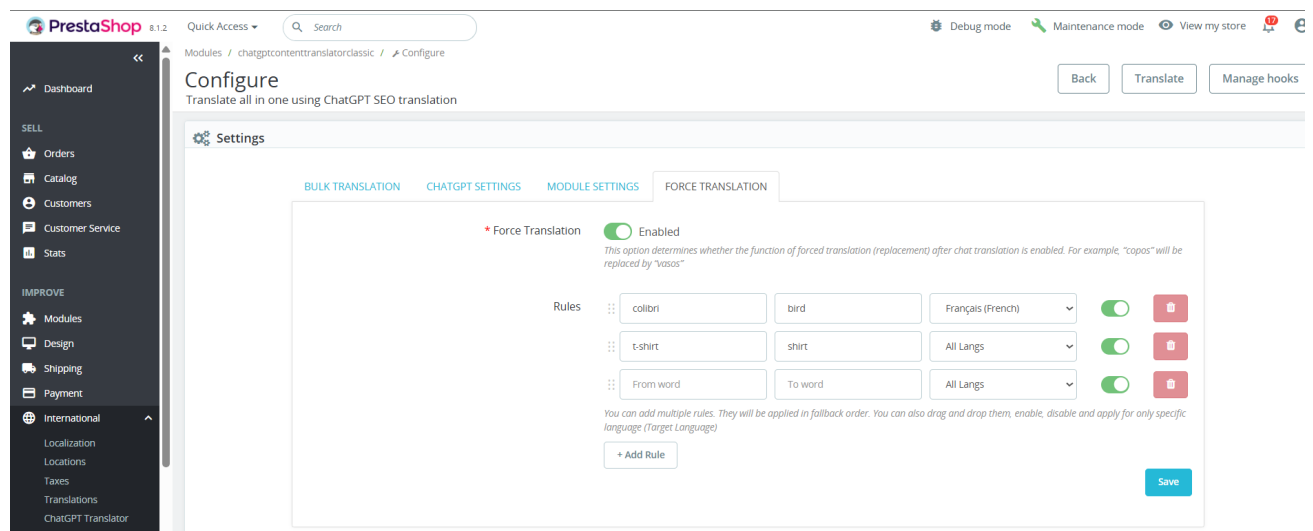 PrestaShop 8.1.2 Quick Access Search Debug mode Maintenance mode View my store 17
Modules / chatgptcontenttranslatorclassic / Configure
Configure
Translate all in one using ChatGPT SEO translation
Back Translate Manage hooks
Dashboard
SELL
Orders
Catalog
Customers
Customer Service
Stats
IMPROVE
Modules
Design
Shipping
Payment
International
Localization
Locations
Taxes
Translations
ChatGPT Translator
Settings
BULK TRANSLATION CHATGPT SETTINGS MODULE SETTINGS FORCE TRANSLATION
* Force Translation Enabled
This option determines whether the function of forced translation (replacement) after chat translation is enabled. For example, "copos" will be
replaced by "vasos"
Rules colibri bird Français (French)
t-shirt shirt All Langs
From word To word All Langs
You can add multiple rules. They will be applied in fallback order. You can also drag and drop them, enable, disable and apply for only specific
language (Target Language)
+ Add Rule
Save